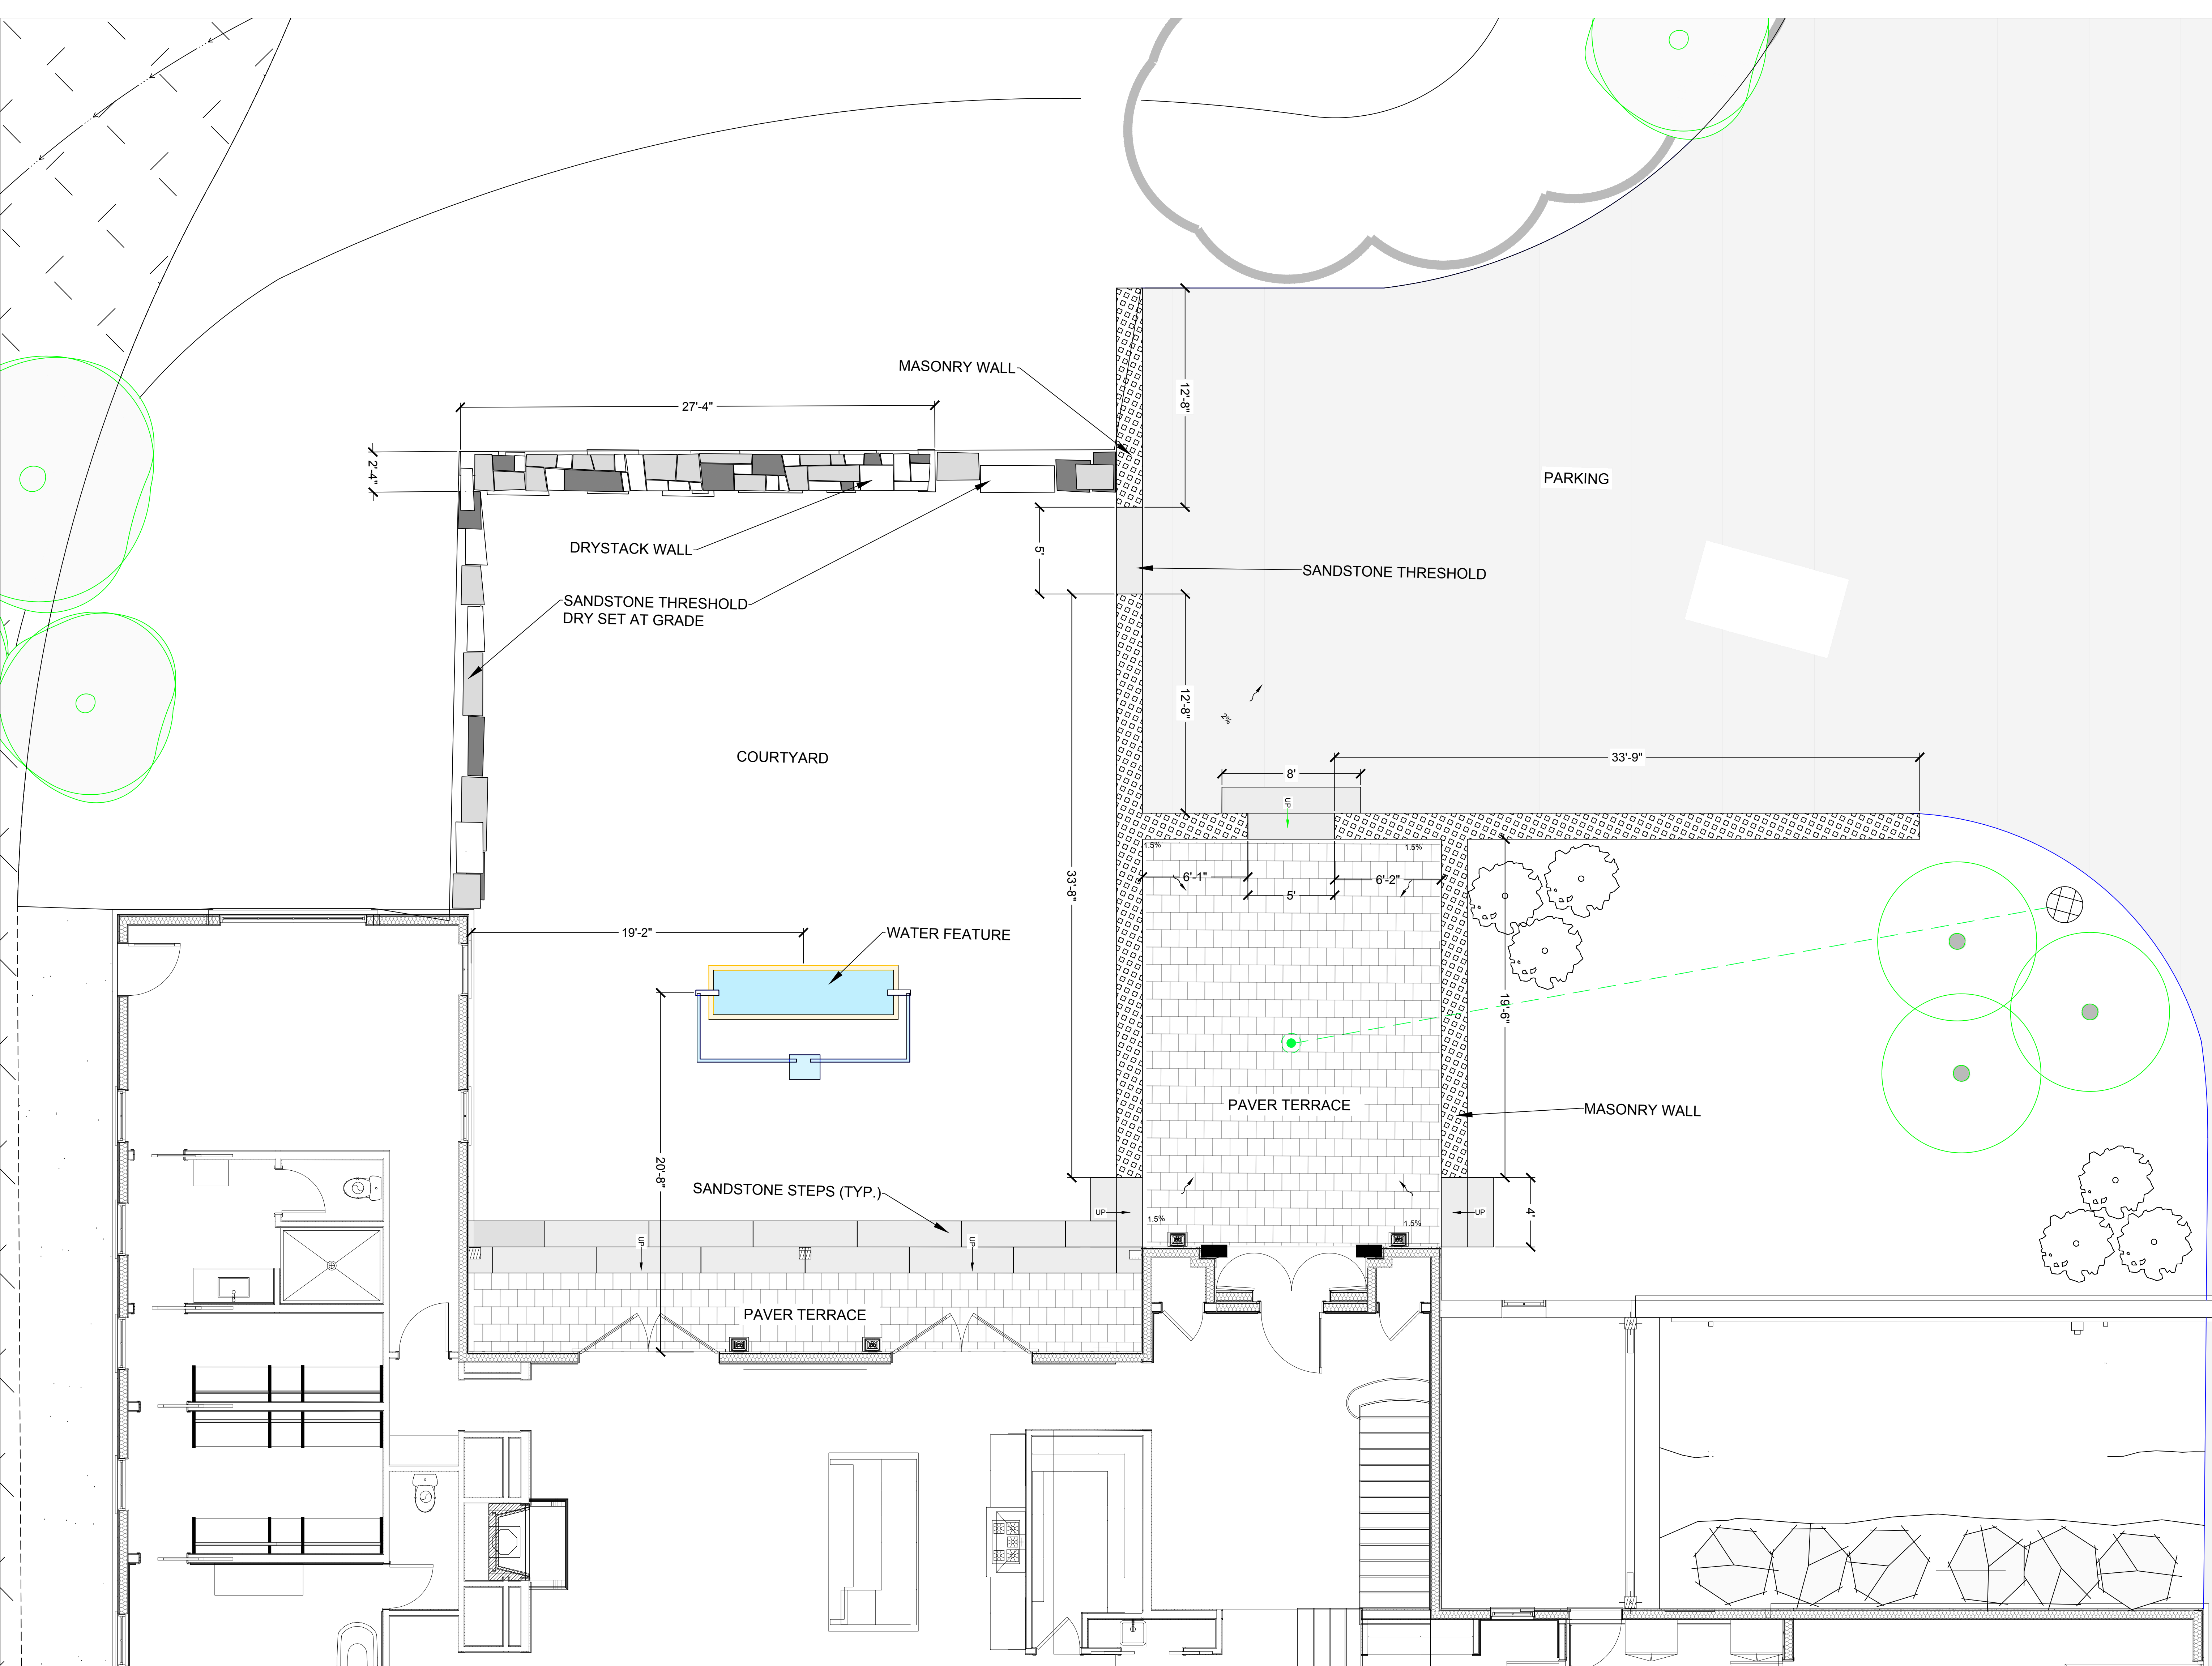 MASONRY WALL
27'-4"
2'-4"
12'-8"
PARKING
DRYSTACK WALL
5'
SANDSTONE THRESHOLD
SANDSTONE THRESHOLD
DRY SET AT GRADE
12'-8"
2%
COURTYARD
33'-9"
8'
UP
1.5%
1.5%
6'-1"
6'-2"
5'
33'-8"
19'-2"
WATER FEATURE
19'-6"
PAVER TERRACE
MASONRY WALL
20'-8"
SANDSTONE STEPS (TYP.)
UP
UP
4'
1.5%
1.5%
UP
UP
PAVER TERRACE